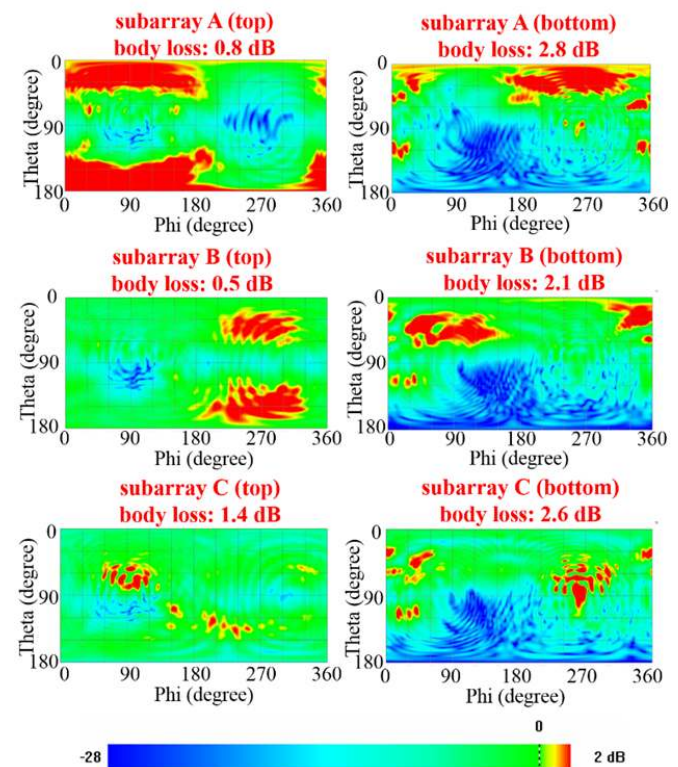 subarray A (top)
body loss: 0.8 dB
subarray A (bottom)
body loss: 2.8 dB
Theta (degree)
0
90
180
0 90 180 270 360
Phi (degree)
Theta (degree)
0
90
180
0 90 180 270 360
Phi (degree)
subarray B (top)
body loss: 0.5 dB
subarray B (bottom)
body loss: 2.1 dB
Theta (degree)
0
90
180
0 90 180 270 360
Phi (degree)
Theta (degree)
0
90
180
0 90 180 270 360
Phi (degree)
subarray C (top)
body loss: 1.4 dB
subarray C (bottom)
body loss: 2.6 dB
Theta (degree)
0
90
180
0 90 180 270 360
Phi (degree)
Theta (degree)
0
90
180
0 90 180 270 360
Phi (degree)
0
-28 2 dB